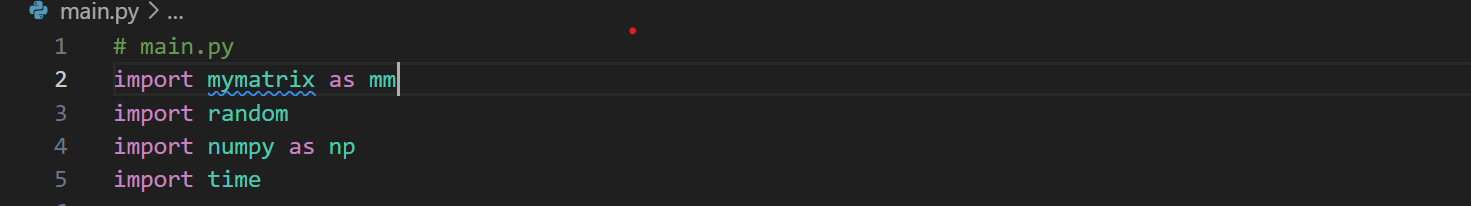 main.py > ...
1 # main.py
2 import mymatrix as mm
3 import random
4 import numpy as np
5 import time